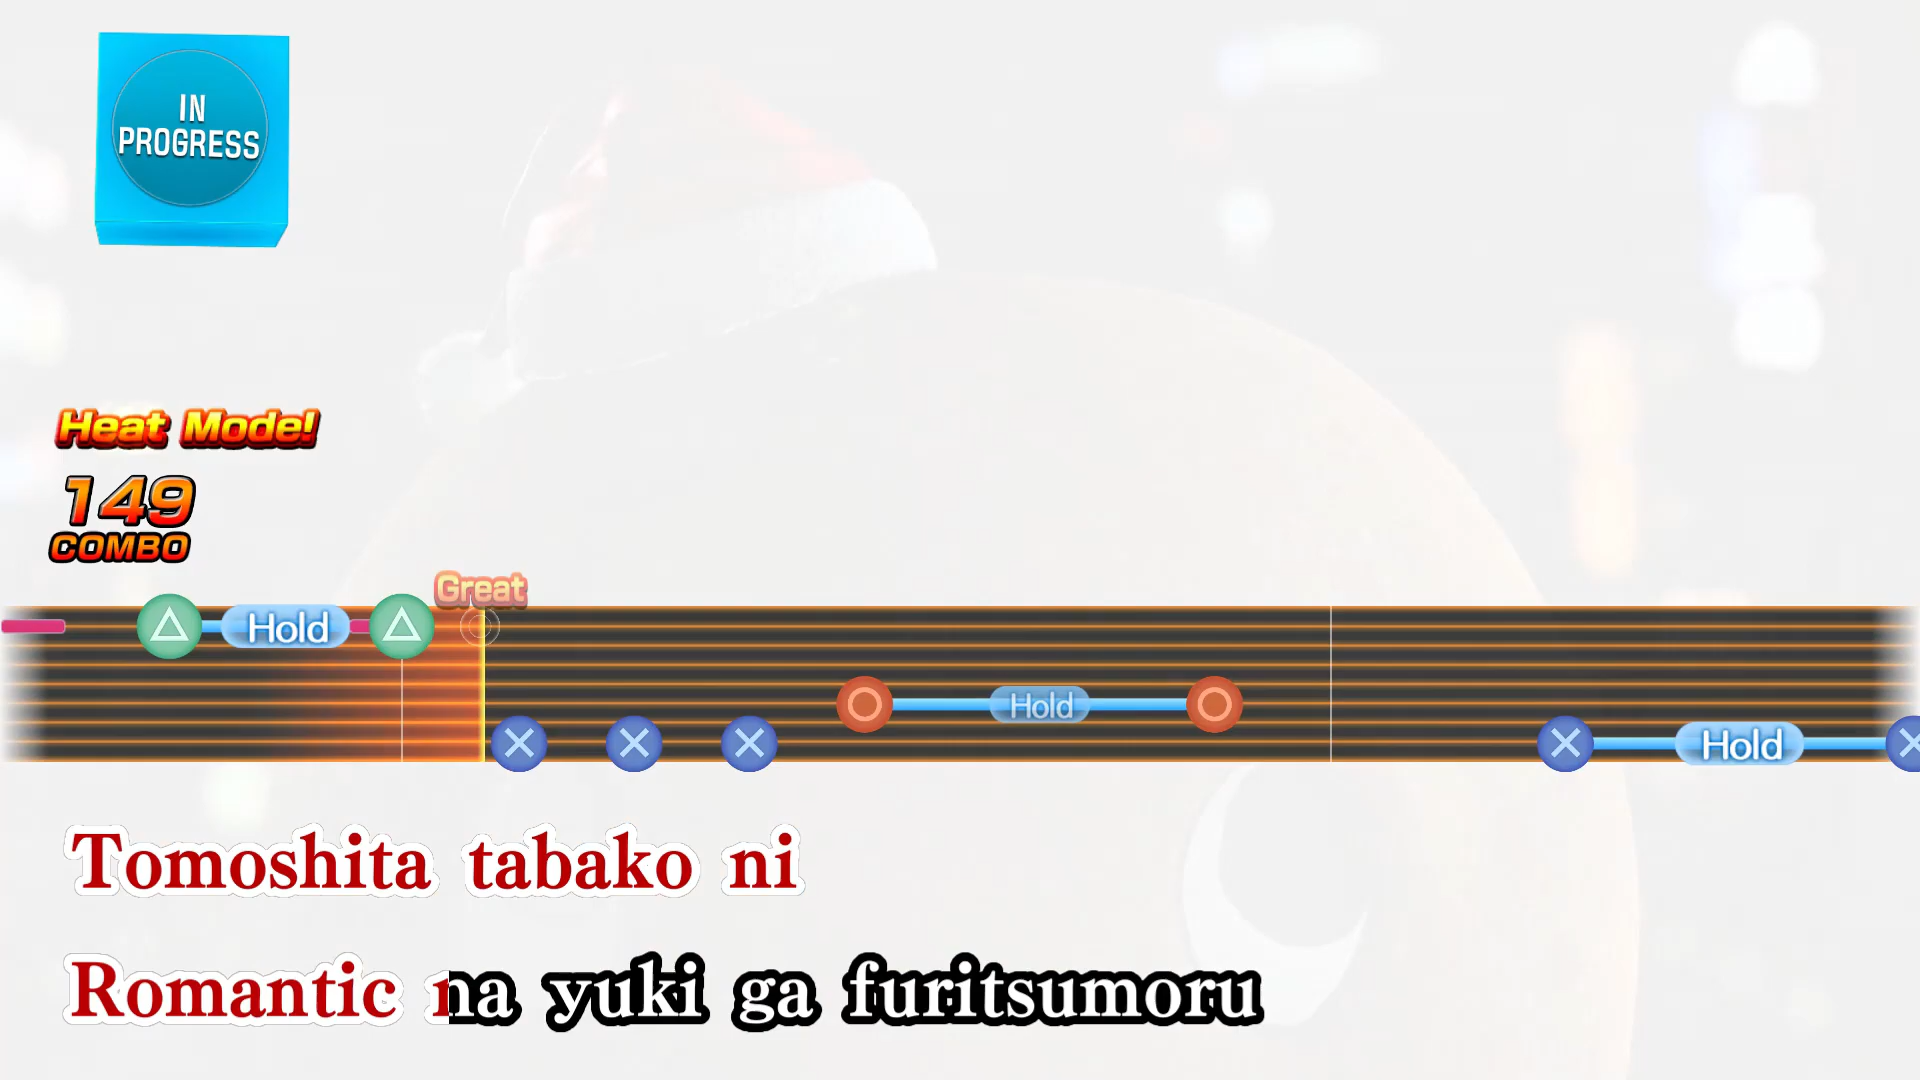 IN
PROGRESS
Heat Mode!
149
COMBO
Great
Hold
Hold
Hold
Tomoshita tabako ni
Romantic na yuki ga furitsumoru